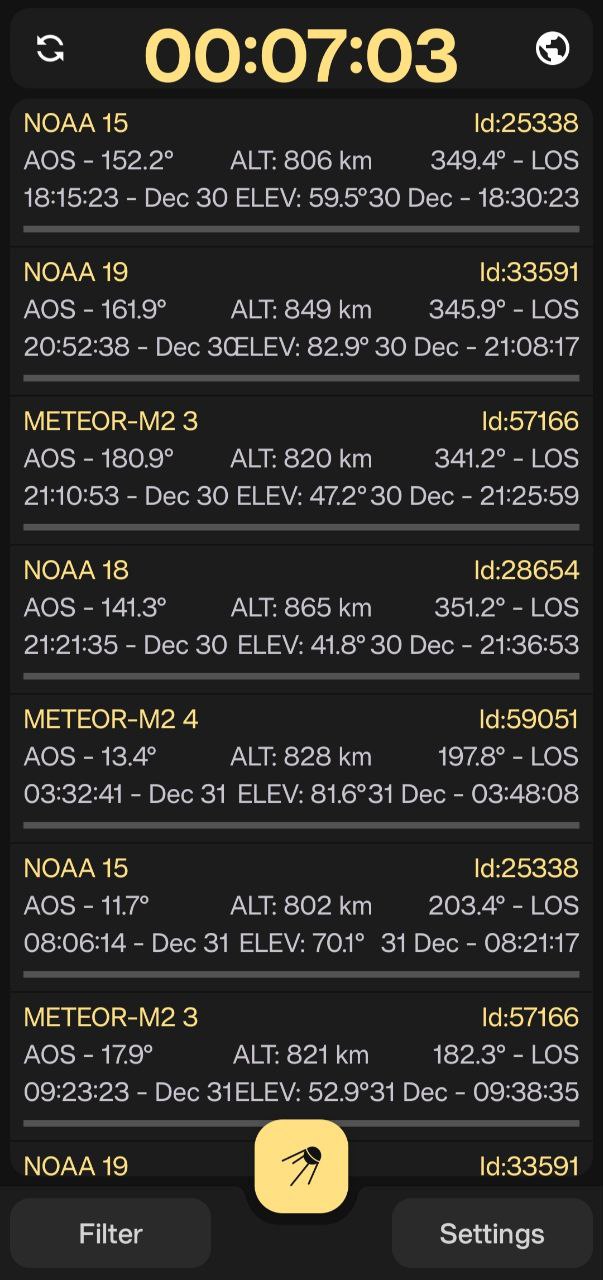 00:07:03
NOAA 15 Id:25338
AOS - 152.2° ALT: 806 km 349.4° - LOS
18:15:23 - Dec 30 ELEV: 59.5° 30 Dec - 18:30:23
NOAA 19 Id:33591
AOS - 161.9° ALT: 849 km 345.9° - LOS
20:52:38 - Dec 30 ELEV: 82.9° 30 Dec - 21:08:17
METEOR-M2 3 Id:57166
AOS - 180.9° ALT: 820 km 341.2° - LOS
21:10:53 - Dec 30 ELEV: 47.2° 30 Dec - 21:25:59
NOAA 18 Id:28654
AOS - 141.3° ALT: 865 km 351.2° - LOS
21:21:35 - Dec 30 ELEV: 41.8° 30 Dec - 21:36:53
METEOR-M2 4 Id:59051
AOS - 13.4° ALT: 828 km 197.8° - LOS
03:32:41 - Dec 31 ELEV: 81.6° 31 Dec - 03:48:08
NOAA 15 Id:25338
AOS - 11.7° ALT: 802 km 203.4° - LOS
08:06:14 - Dec 31 ELEV: 70.1° 31 Dec - 08:21:17
METEOR-M2 3 Id:57166
AOS - 17.9° ALT: 821 km 182.3° - LOS
09:23:23 - Dec 31 ELEV: 52.9° 31 Dec - 09:38:35
NOAA 19 Id:33591
Filter Settings